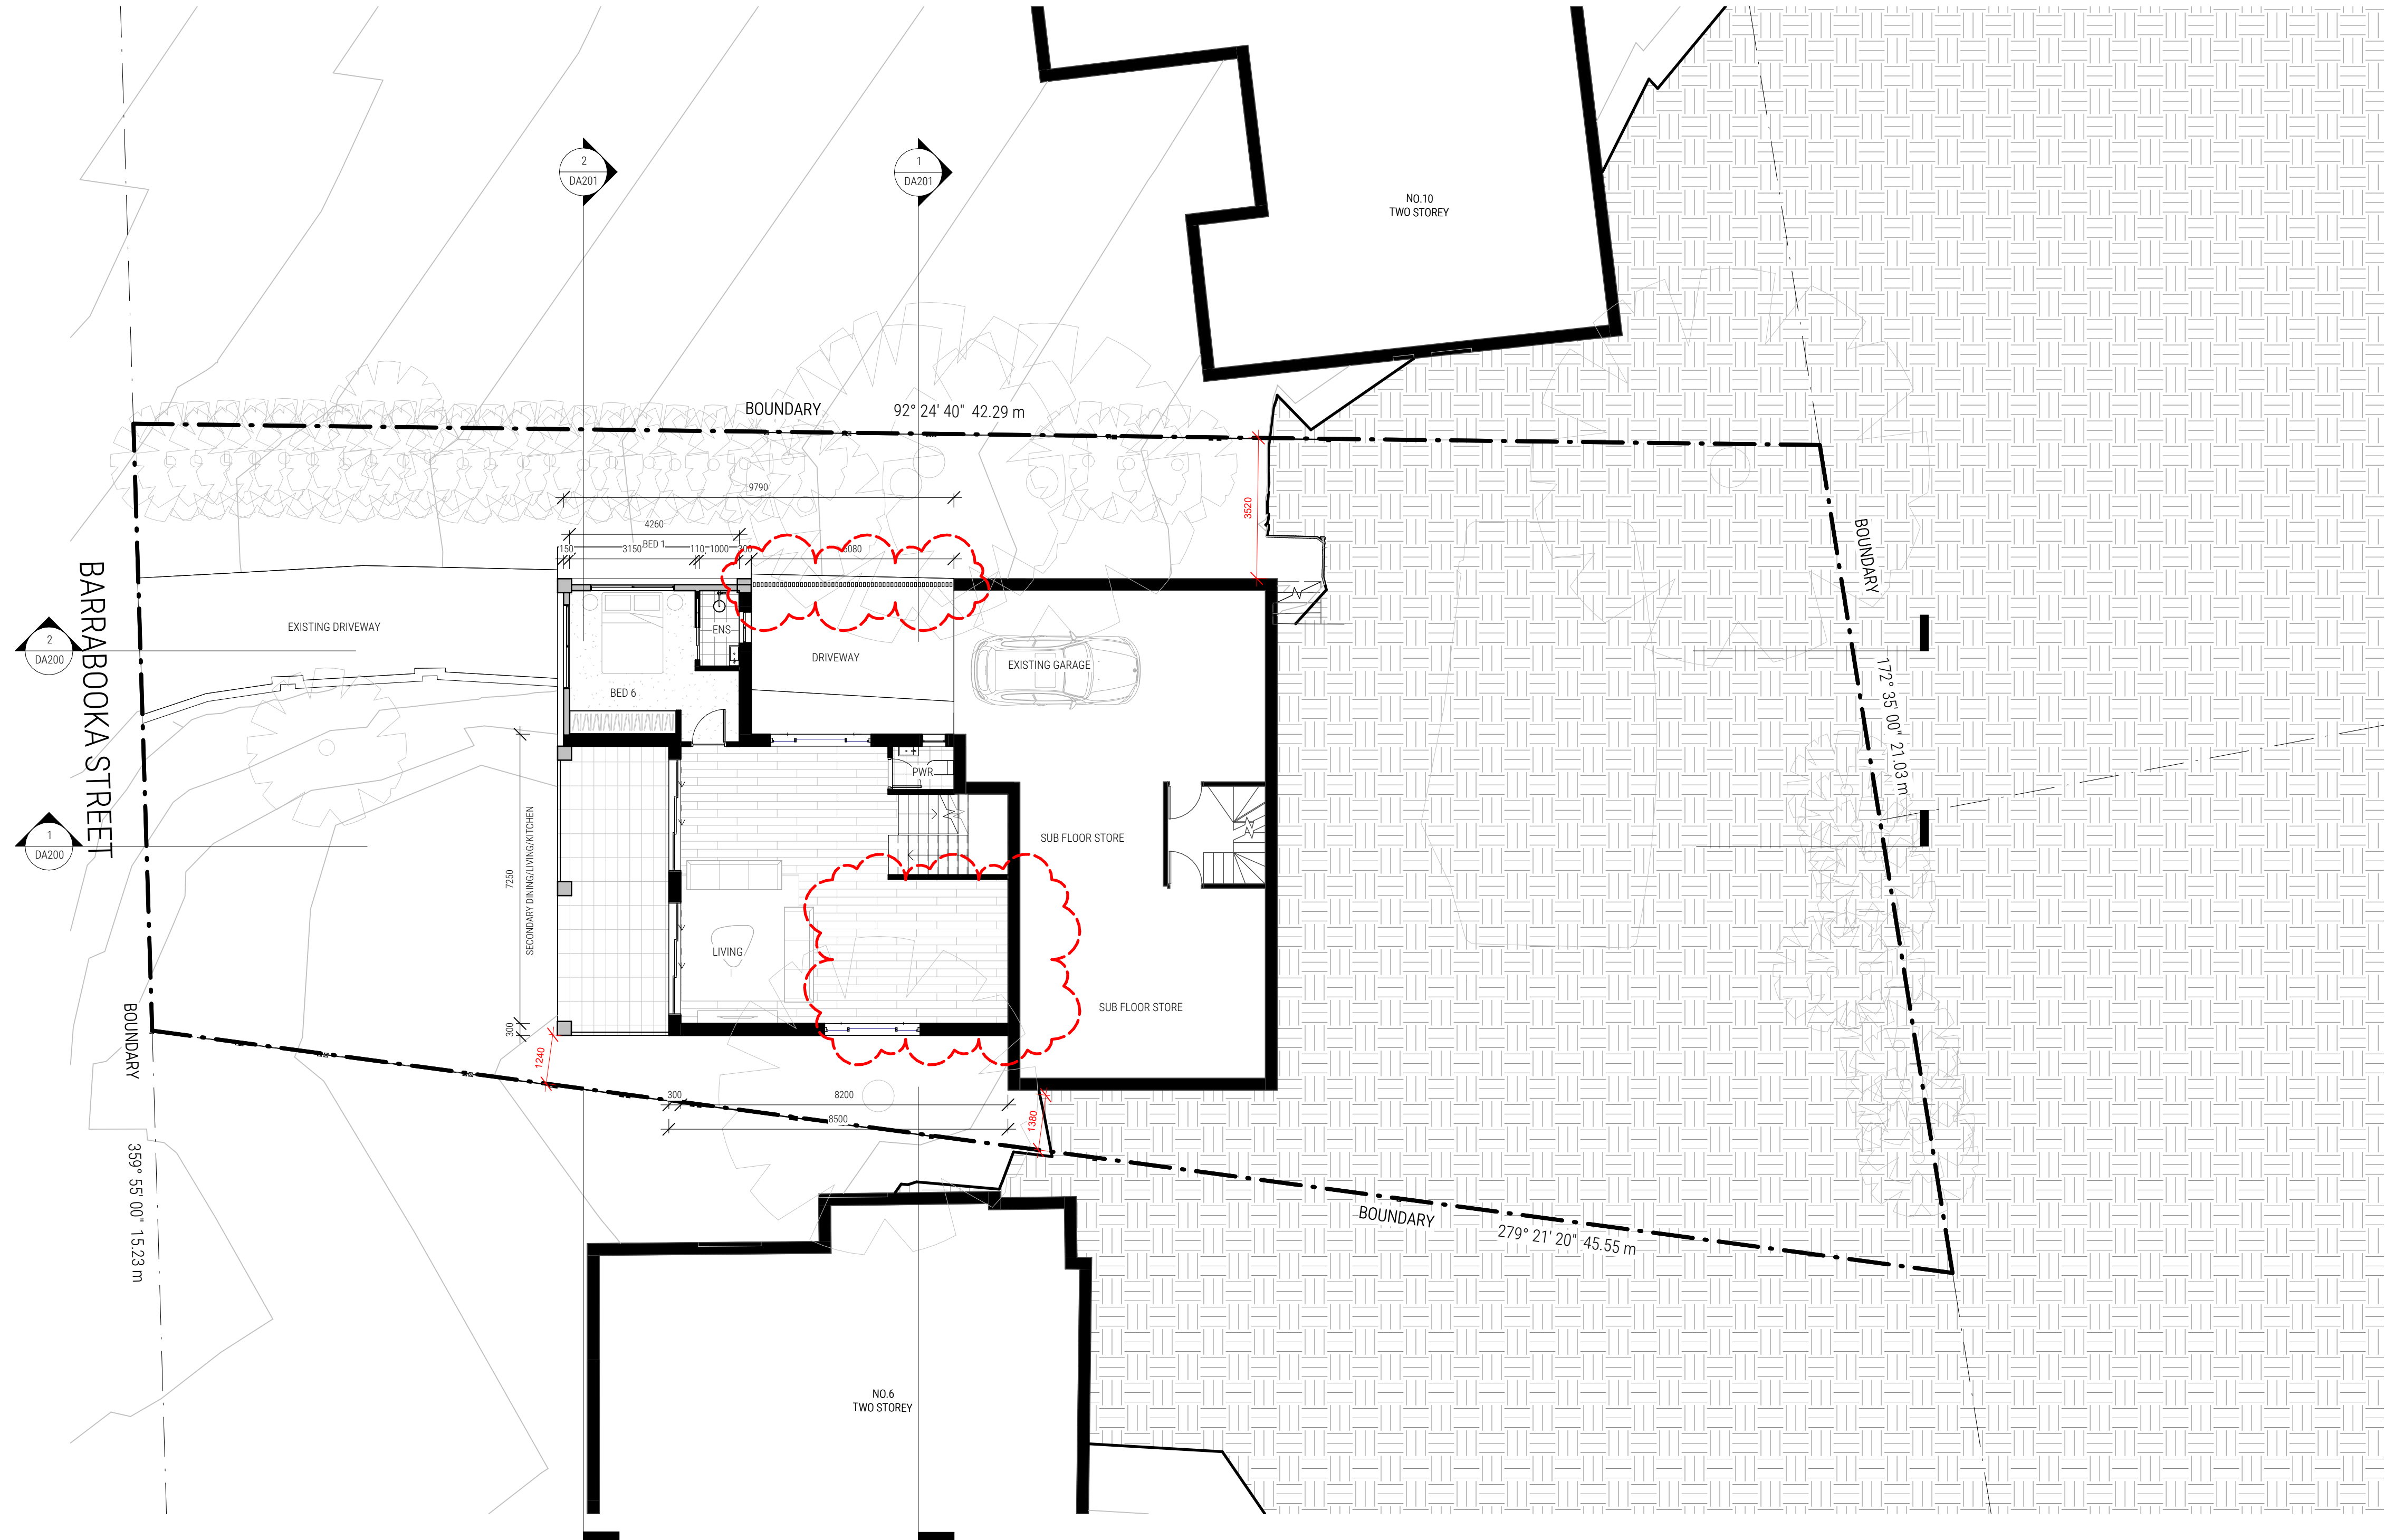 2
DA201
1
DA201
NO.10
TWO STOREY
BOUNDARY
92° 24' 40" 42.29 m
9790
3520
4260
BED 1
150
3150
110
1000
300
6080
BARRABOOKA STREET
EXISTING DRIVEWAY
2
DA200
ENS
DRIVEWAY
EXISTING GARAGE
BED 6
BOUNDARY
172° 35' 00" 21.03 m
PWR
1
DA200
7250
SECONDARY DINING/LIVING/KITCHEN
SUB FLOOR STORE
LIVING
SUB FLOOR STORE
300
1240
BOUNDARY
359° 55' 00" 15.23 m
300
8200
8500
1380
BOUNDARY
279° 21' 20" 45.55 m
NO.6
TWO STOREY